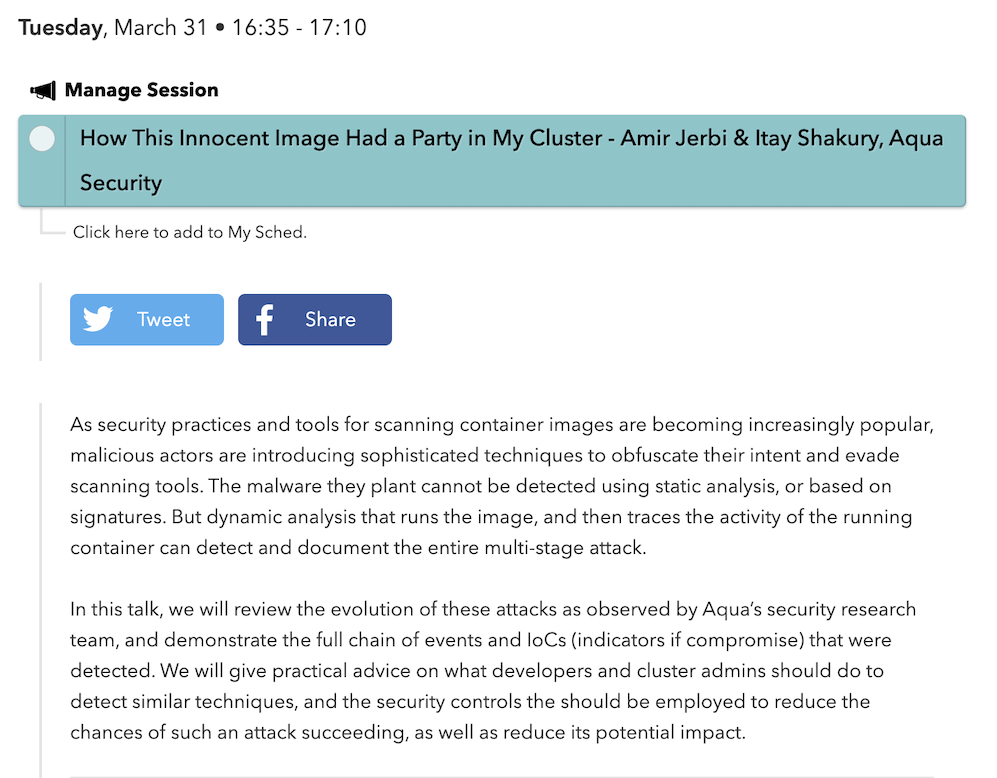 Tuesday, March 31 • 16:35 - 17:10
Manage Session
How This Innocent Image Had a Party in My Cluster - Amir Jerbi & Itay Shakury, Aqua
Security
Click here to add to My Sched.
Tweet
Share
As security practices and tools for scanning container images are becoming increasingly popular,
malicious actors are introducing sophisticated techniques to obfuscate their intent and evade
scanning tools. The malware they plant cannot be detected using static analysis, or based on
signatures. But dynamic analysis that runs the image, and then traces the activity of the running
container can detect and document the entire multi-stage attack.
In this talk, we will review the evolution of these attacks as observed by Aqua’s security research
team, and demonstrate the full chain of events and IoCs (indicators if compromise) that were
detected. We will give practical advice on what developers and cluster admins should do to
detect similar techniques, and the security controls the should be employed to reduce the
chances of such an attack succeeding, as well as reduce its potential impact.